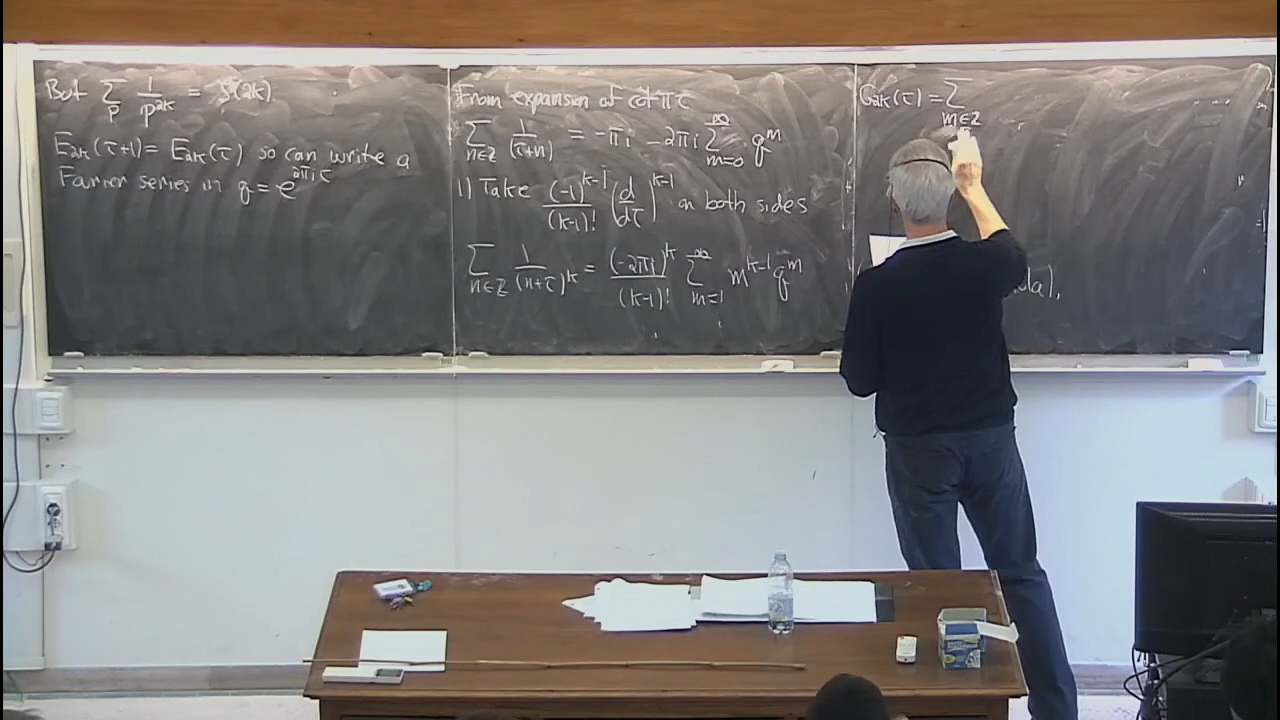 But ∑_p 1/p^{2k} = ζ(2k).
E_{2k}(τ+1) = E_{2k}(τ) so can write a
Fourier series in q = e^{2πiτ}
From expansion of cot πτ
∑_{n∈ℤ} 1/(τ+n) = -πi - 2πi ∑_{m=0}^{∞} q^m
1) Take (-1)^{k-1}/(k-1)! (d/dτ)^{k-1} on both sides
∑_{n∈ℤ} 1/(n+τ)^k = (-2πi)^k/(k-1)! ∑_{m=1}^{∞} m^{k-1} q^m
G_{2k}(τ) = ∑_{m∈ℤ}